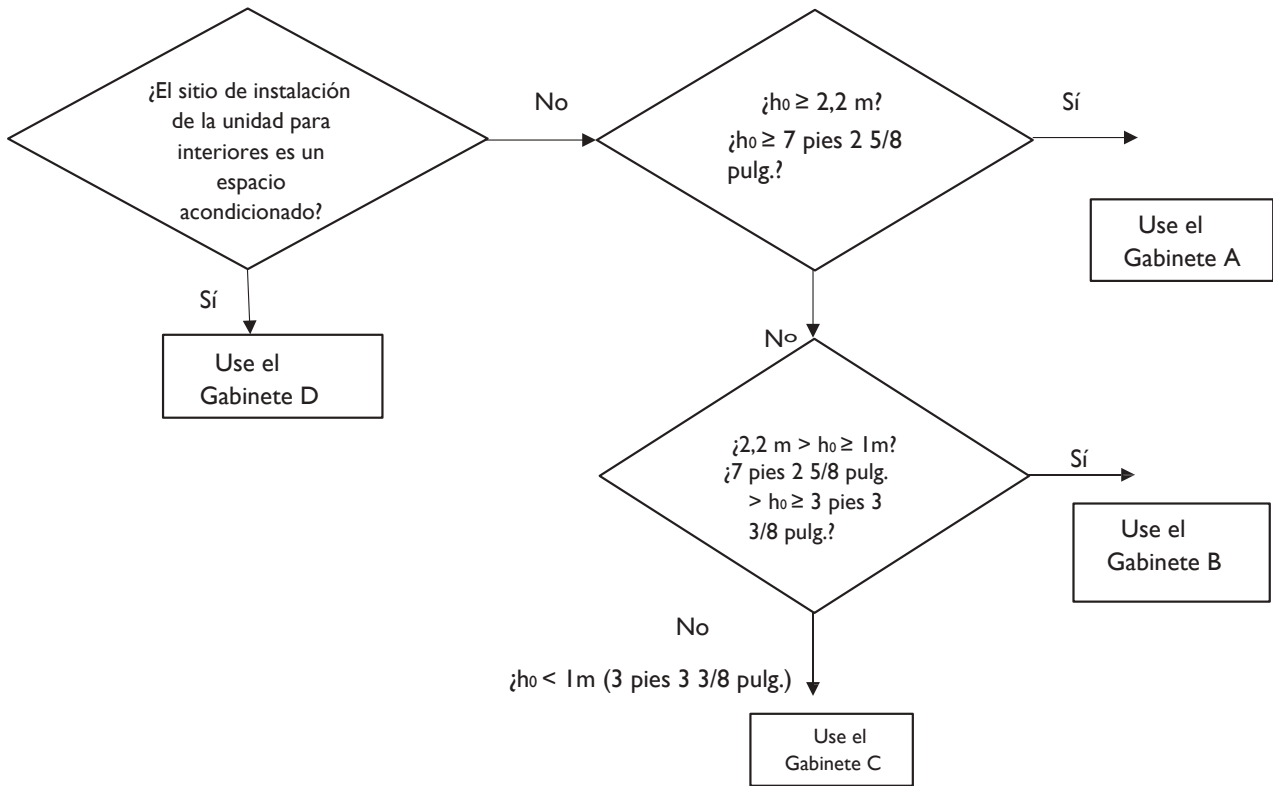 ¿El sitio de instalación
de la unidad para
interiores es un
espacio
acondicionado?
No
¿h₀ ≥ 2,2 m?
¿h₀ ≥ 7 pies 2 5/8
pulg.?
Sí
Use el
Gabinete A
Sí
Use el
Gabinete D
No
¿2,2 m > h₀ ≥ 1m?
¿7 pies 2 5/8 pulg.
> h₀ ≥ 3 pies 3
3/8 pulg.?
Sí
Use el
Gabinete B
No
¿h₀ < 1m (3 pies 3 3/8 pulg.)
Use el
Gabinete C